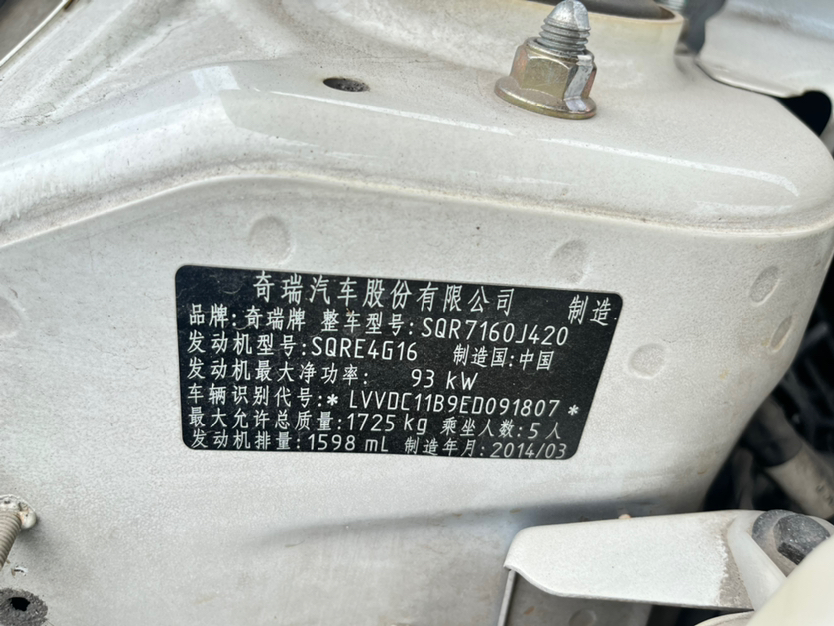 奇瑞汽车股份有限公司 制造
品牌:奇瑞牌 整车型号:SQR7160J420
发动机型号:SQRE4G16 制造国:中国
发动机最大净功率: 93 kW
车辆识别代号:* LVVDC11B9ED091807 *
最大允许总质量:1725 kg 乘坐人数:5 人
发动机排量:1598 mL 制造年月:2014/03